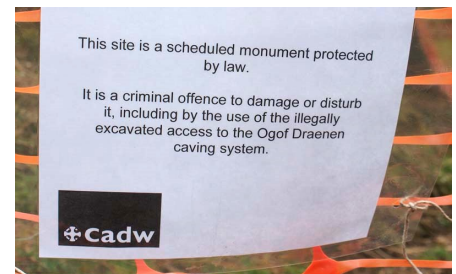 This site is a scheduled monument protected
by law.
It is a criminal offence to damage or disturb
it, including by the use of the illegally
excavated access to the Ogof Draenen
caving system.
cadw